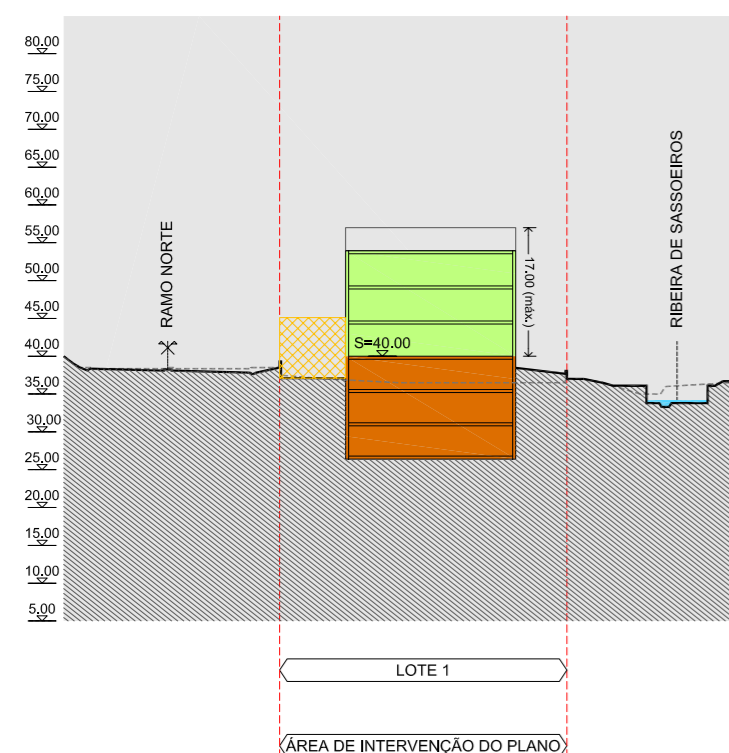 80.00
75.00
70.00
65.00
60.00
55.00
50.00
45.00
40.00
35.00
30.00
25.00
20.00
15.00
10.00
5.00
RAMO NORTE
S=40.00
17.00 (máx.)
RIBEIRA DE SASSOEIROS
LOTE 1
ÁREA DE INTERVENÇÃO DO PLANO